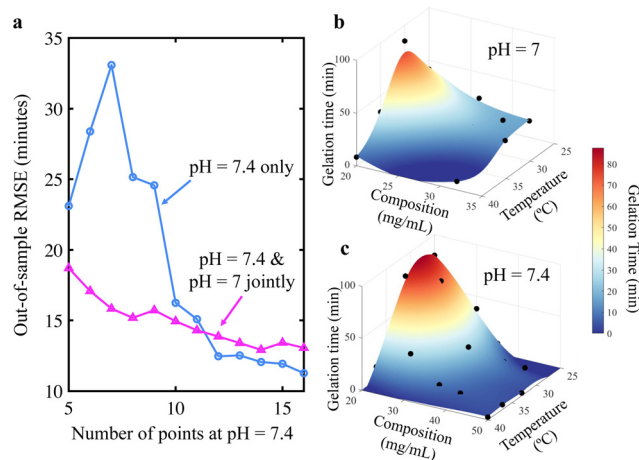 a
Out-of-sample RMSE (minutes)
35
30
25
20
15
10
5
10
15
Number of points at pH = 7.4
pH = 7.4 only
pH = 7.4 &
pH = 7 jointly
b
pH = 7
Gelation time (min)
100
50
0
20
25
30
35
40
35
30
25
Composition
(mg/mL)
Temperature
(ºC)
c
pH = 7.4
Gelation time (min)
100
50
0
20
30
40
50
40
35
30
25
Composition
(mg/mL)
Temperature
(ºC)
80
70
60
50
40
30
20
10
0
Gelation Time (min)